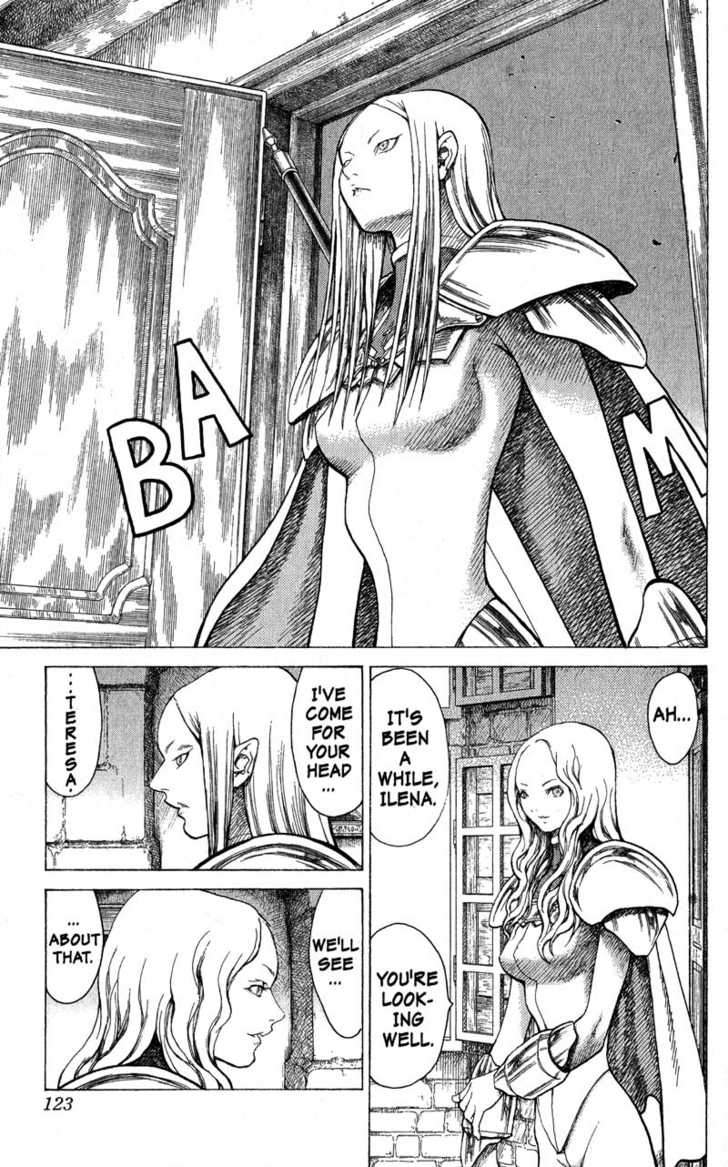 BAM
AH...
IT'S
BEEN
A
WHILE,
ILENA.
YOU'RE
LOOK-
ING
WELL.
I'VE
COME
FOR
YOUR
HEAD
...
...TERESA.
WE'LL
SEE
...
...
ABOUT
THAT.
123